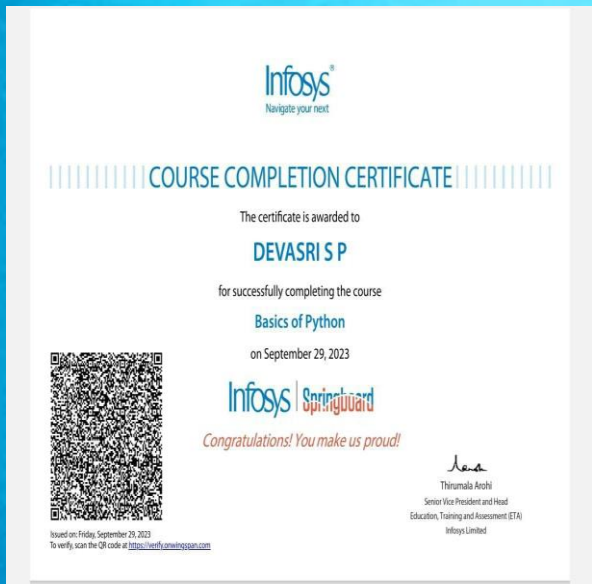 Infosys®
Navigate your next
COURSE COMPLETION CERTIFICATE
The certificate is awarded to
DEVASRI S P
for successfully completing the course
Basics of Python
on September 29, 2023
Infosys | Springboard
Congratulations! You make us proud!
Thirumala Arohi
Senior Vice President and Head
Education, Training and Assessment (ETA)
Infosys Limited
Issued on: Friday, September 29, 2023
To verify, scan the QR code at https://verify.onwingspan.com